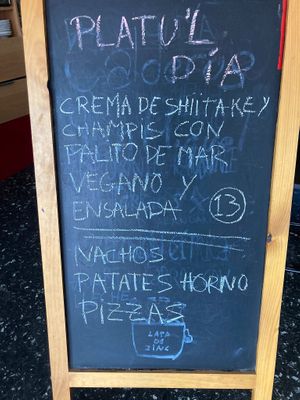 PLATU'L
DÍA
CREMA DE SHIITAKE Y
CHAMPIS CON
PALITO DE MAR
VEGANO Y
ENSALADA 13
NACHOS
PATATES HORNO
PIZZAS
LATA
DE
ZINC